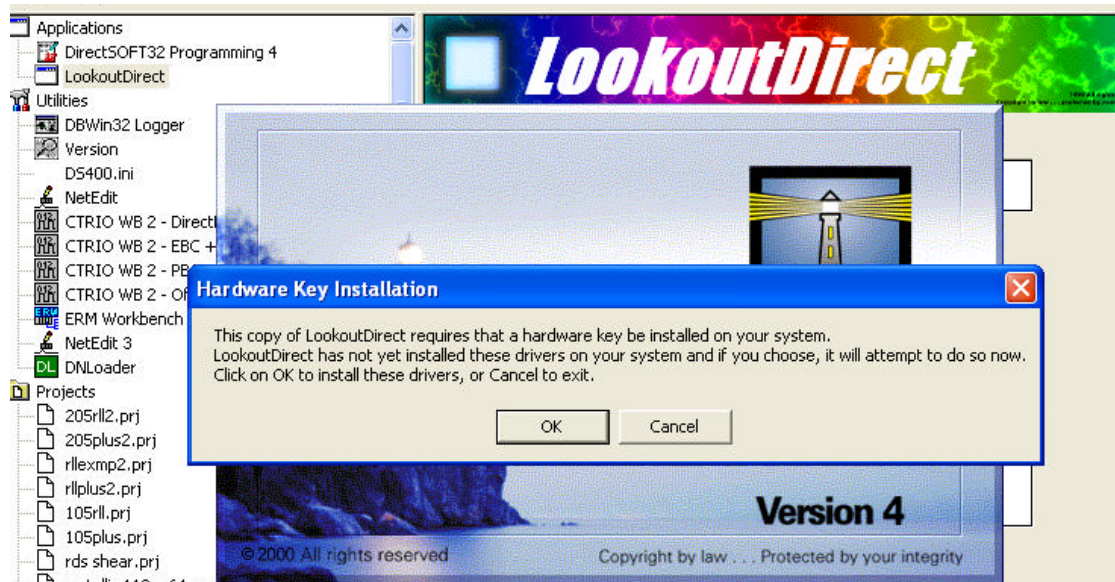 Applications
DirectSOFT32 Programming 4
LookoutDirect
Utilities
DBWin32 Logger
Version
DS400.ini
NetEdit
CTRIO WB 2 - Direct
CTRIO WB 2 - EBC +
CTRIO WB 2 - PB
CTRIO WB 2 - Of
ERM Workbench
NetEdit 3
DL DNLoader
Projects
205rll2.prj
205plus2.prj
rllexmp2.prj
rllplus2.prj
105rll.prj
105plus.prj
rds shear.prj
LookoutDirect
Hardware Key Installation
This copy of LookoutDirect requires that a hardware key be installed on your system.
LookoutDirect has not yet installed these drivers on your system and if you choose, it will attempt to do so now.
Click on OK to install these drivers, or Cancel to exit.
OK
Cancel
Version 4
© 2000 All rights reserved
Copyright by law . . . Protected by your integrity